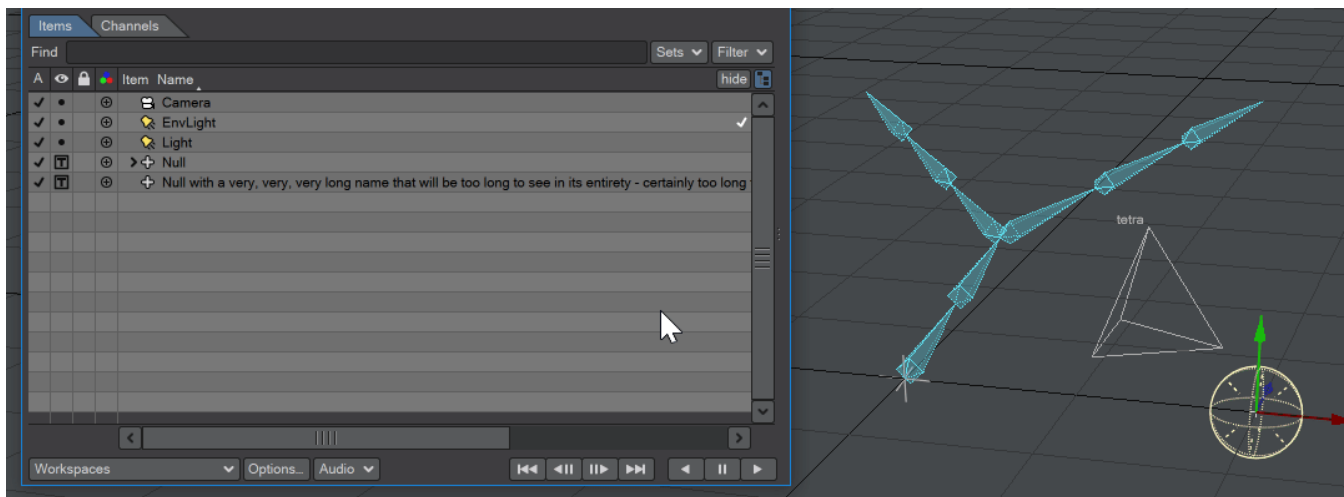 Items Channels
Find Sets Filter
A Item Name hide
Camera
EnvLight
Light
T Null
T Null with a very, very, very long name that will be too long to see in its entirety - certainly too long
tetra
Workspaces Options... Audio